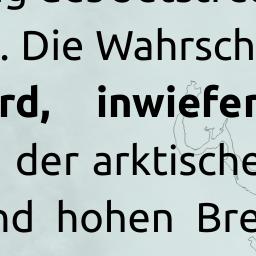 . Die Wahrsch
rd, inwiefer
der arktische
nd hohen Bre